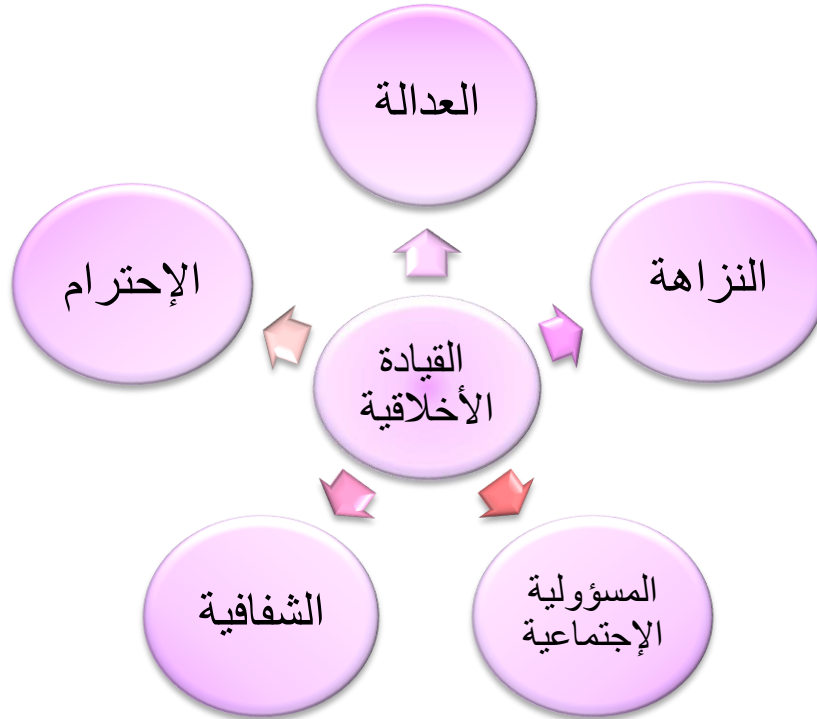 العدالة
النزاهة
الإحترام
القيادة
الأخلاقية
المسؤولية
الإجتماعية
الشفافية